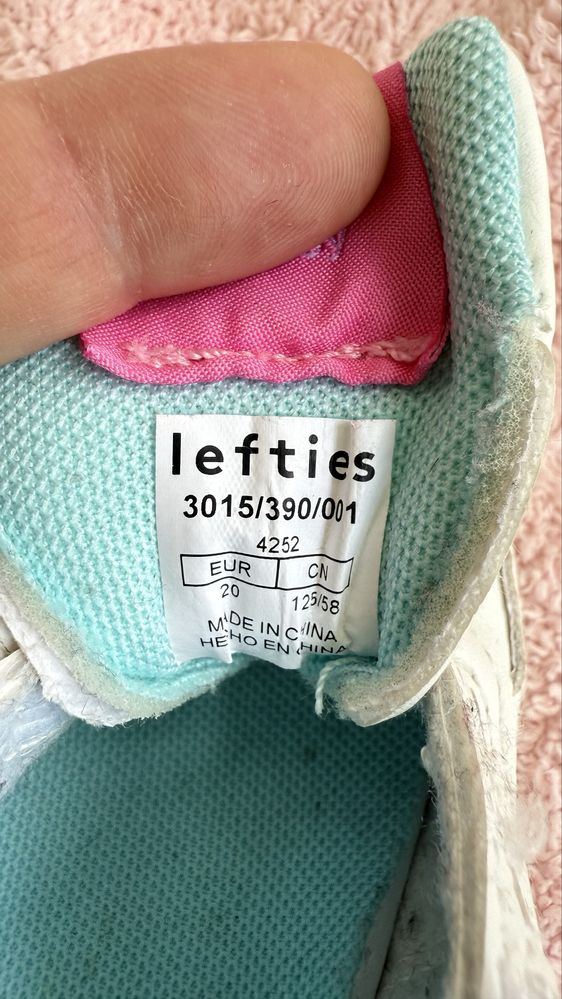 lefties
3015/390/001
4252
EUR CN
20 125/58
MADE IN CHINA
HECHO EN CHINA